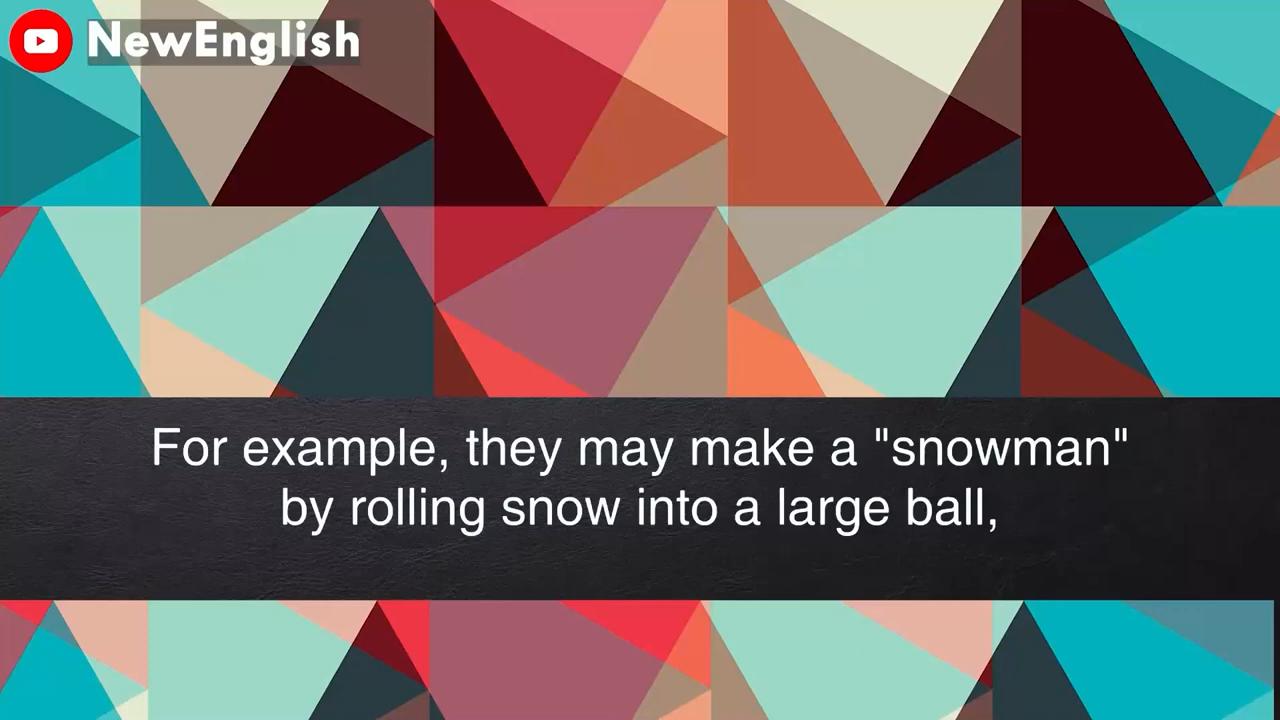 NewEnglish
For example, they may make a "snowman"
by rolling snow into a large ball,